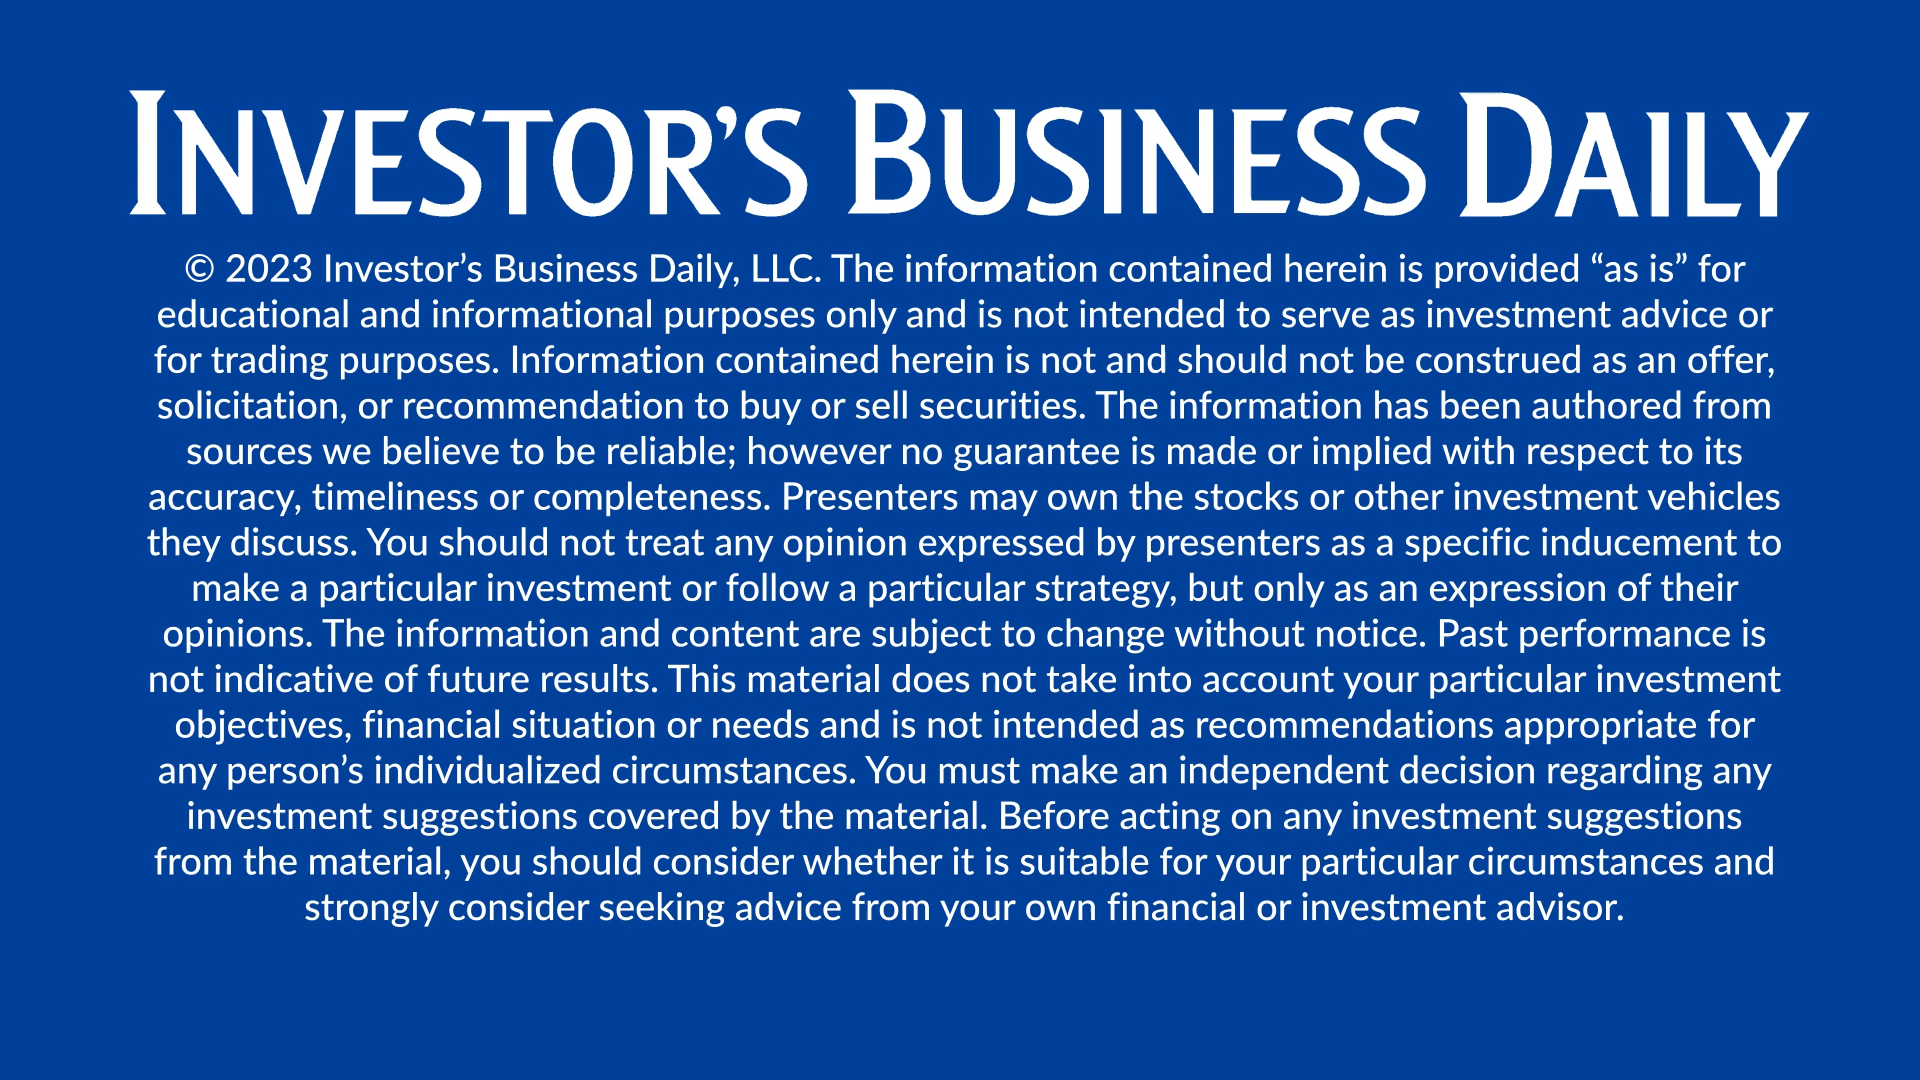 INVESTOR’S BUSINESS DAILY
© 2023 Investor’s Business Daily, LLC. The information contained herein is provided “as is” for
educational and informational purposes only and is not intended to serve as investment advice or
for trading purposes. Information contained herein is not and should not be construed as an offer,
solicitation, or recommendation to buy or sell securities. The information has been authored from
sources we believe to be reliable; however no guarantee is made or implied with respect to its
accuracy, timeliness or completeness. Presenters may own the stocks or other investment vehicles
they discuss. You should not treat any opinion expressed by presenters as a specific inducement to
make a particular investment or follow a particular strategy, but only as an expression of their
opinions. The information and content are subject to change without notice. Past performance is
not indicative of future results. This material does not take into account your particular investment
objectives, financial situation or needs and is not intended as recommendations appropriate for
any person’s individualized circumstances. You must make an independent decision regarding any
investment suggestions covered by the material. Before acting on any investment suggestions
from the material, you should consider whether it is suitable for your particular circumstances and
strongly consider seeking advice from your own financial or investment advisor.